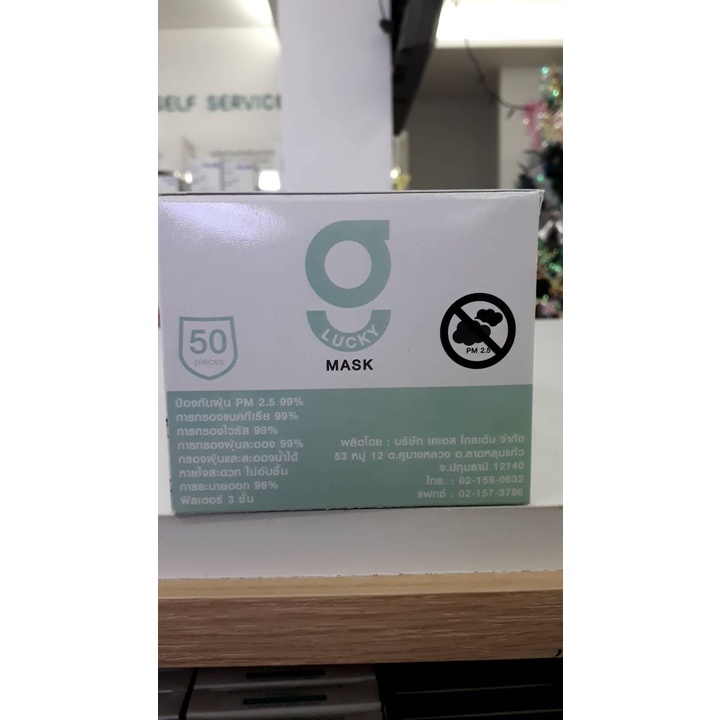 SELF SERVICE
g
LUCKY
MASK
50
pieces
PM 2.5
ป้องกันฝุ่น PM 2.5 99%
การกรองแบคทีเรีย 99%
การกรองไวรัส 99%
การกรองฝุ่นละออง 99%
กรองฝุ่นและละอองน้ำได้
หายใจสะดวก ไม่อับชื้น
การระบายออก 99%
ฟิลเตอร์ 3 ชั้น
ผลิตโดย : บริษัท เคเอส โกลเด้น จำกัด
53 หมู่ 12 ต.คูบางหลวง อ.ลาดหลุมแก้ว
จ.ปทุมธานี 12140
โทร. : 02-159-0632
แฟกซ์ : 02-157-3786